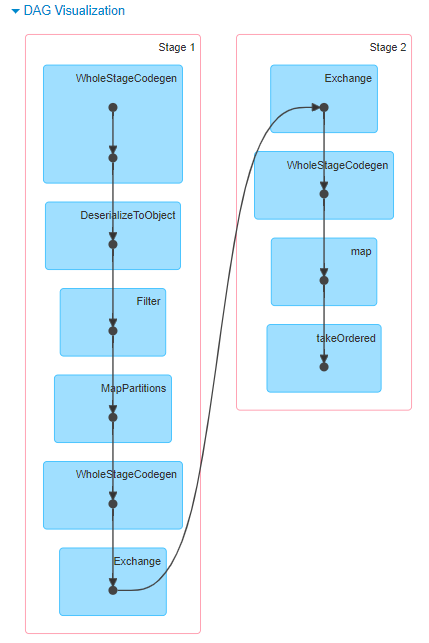 DAG Visualization
Stage 1
WholeStageCodegen
DeserializeToObject
Filter
MapPartitions
WholeStageCodegen
Exchange
Stage 2
Exchange
WholeStageCodegen
map
takeOrdered